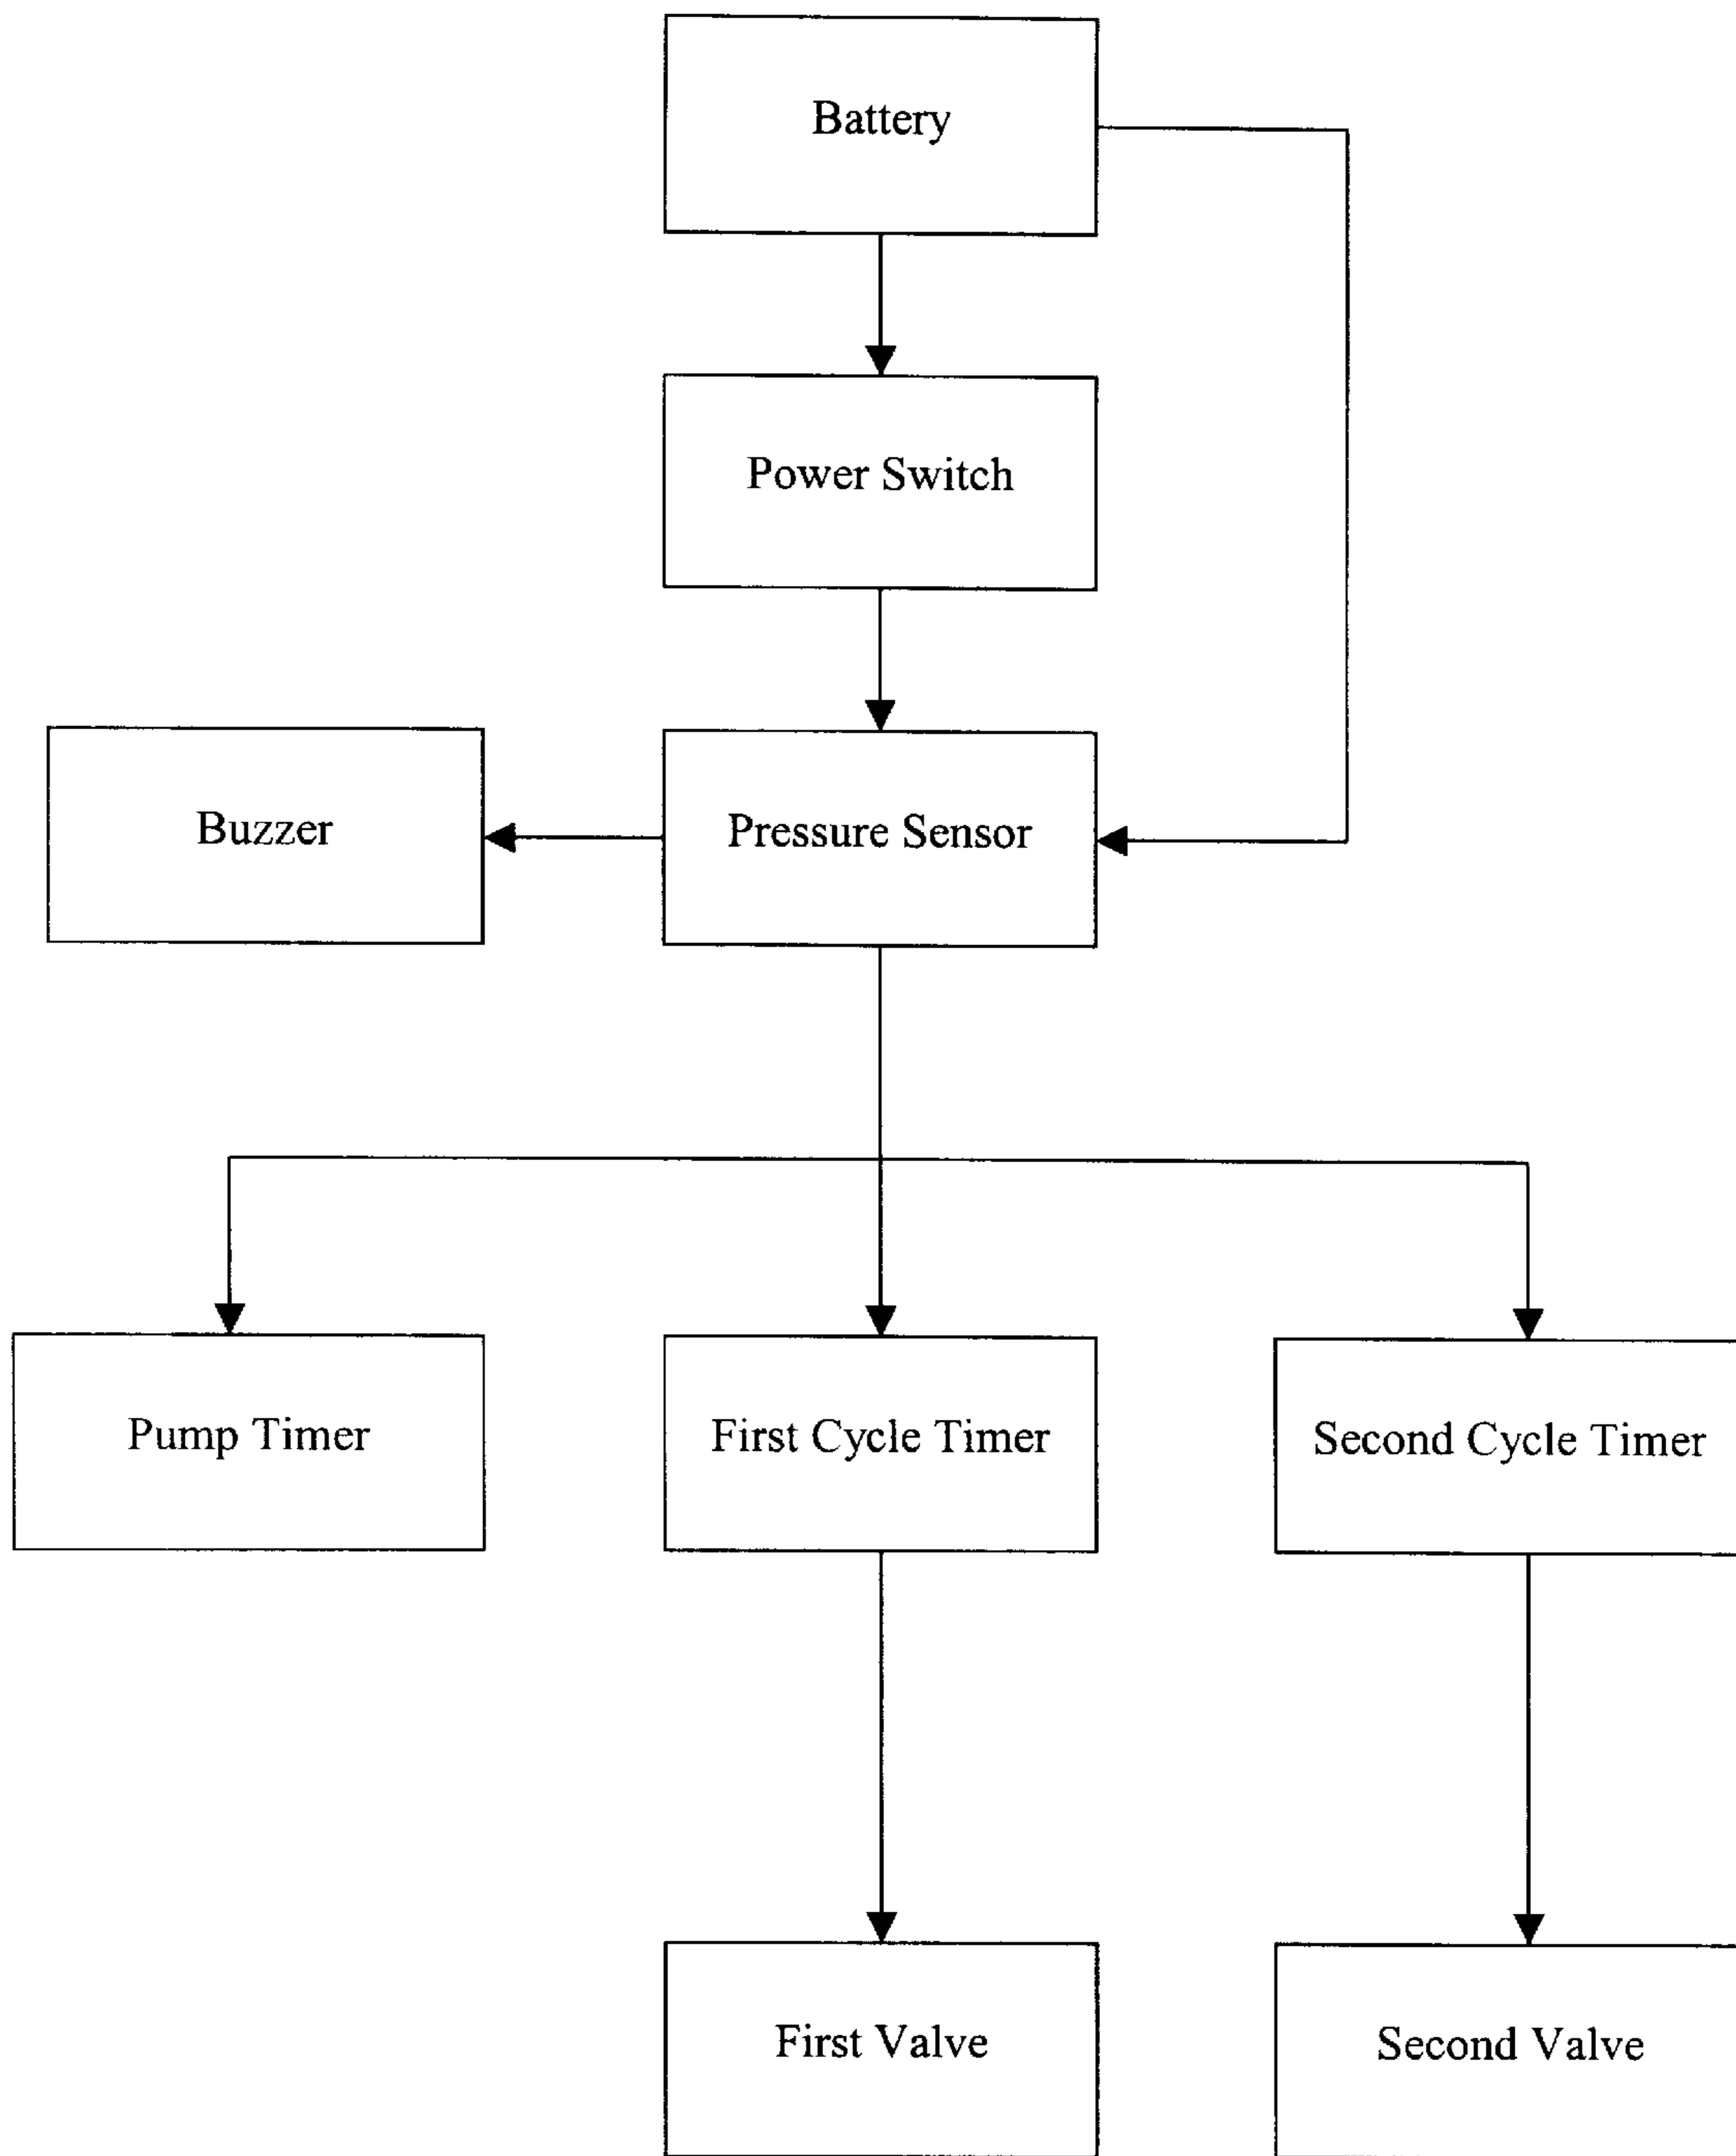 Battery
Power Switch
Buzzer
Pressure Sensor
Pump Timer
First Cycle Timer
Second Cycle Timer
First Valve
Second Valve